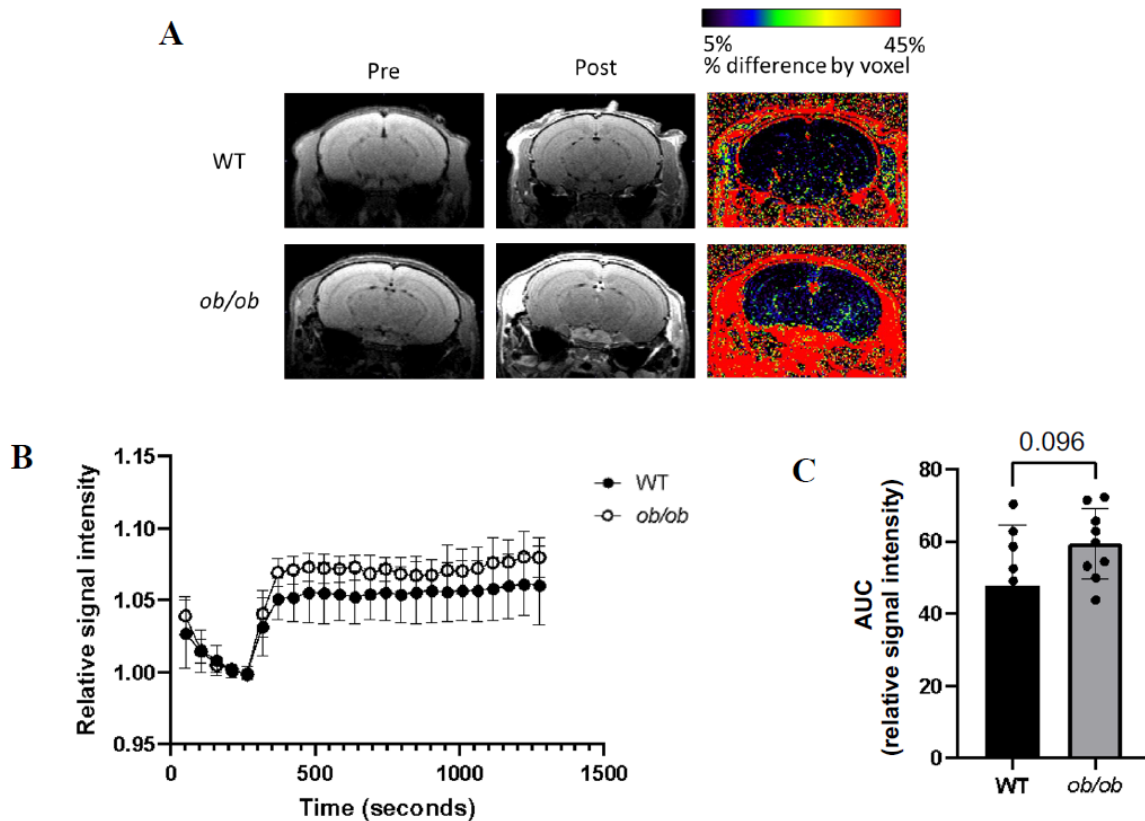 A
5% 45%
% difference by voxel
Pre Post
WT
ob/ob
B
Relative signal intensity
1.15
1.10
1.05
1.00
0.95
0 500 1000 1500
Time (seconds)
WT
ob/ob
C
0.096
AUC
(relative signal intensity)
80
60
40
20
0
WT ob/ob